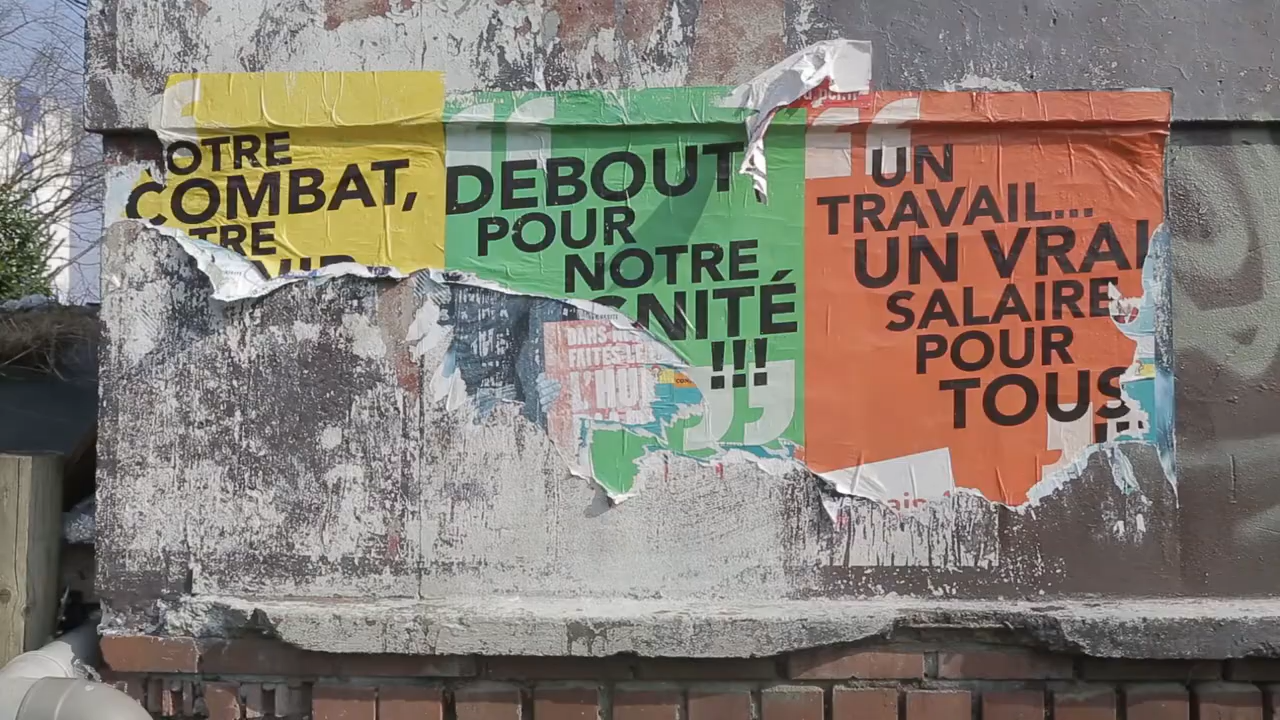 OTRE
COMBAT,
TRE
DEBOUT
POUR
NOTRE
GNITÉ
!!!
UN
TRAVAIL...
UN VRAI
SALAIRE
POUR
TOUS
DANS
FAITES
L'HU